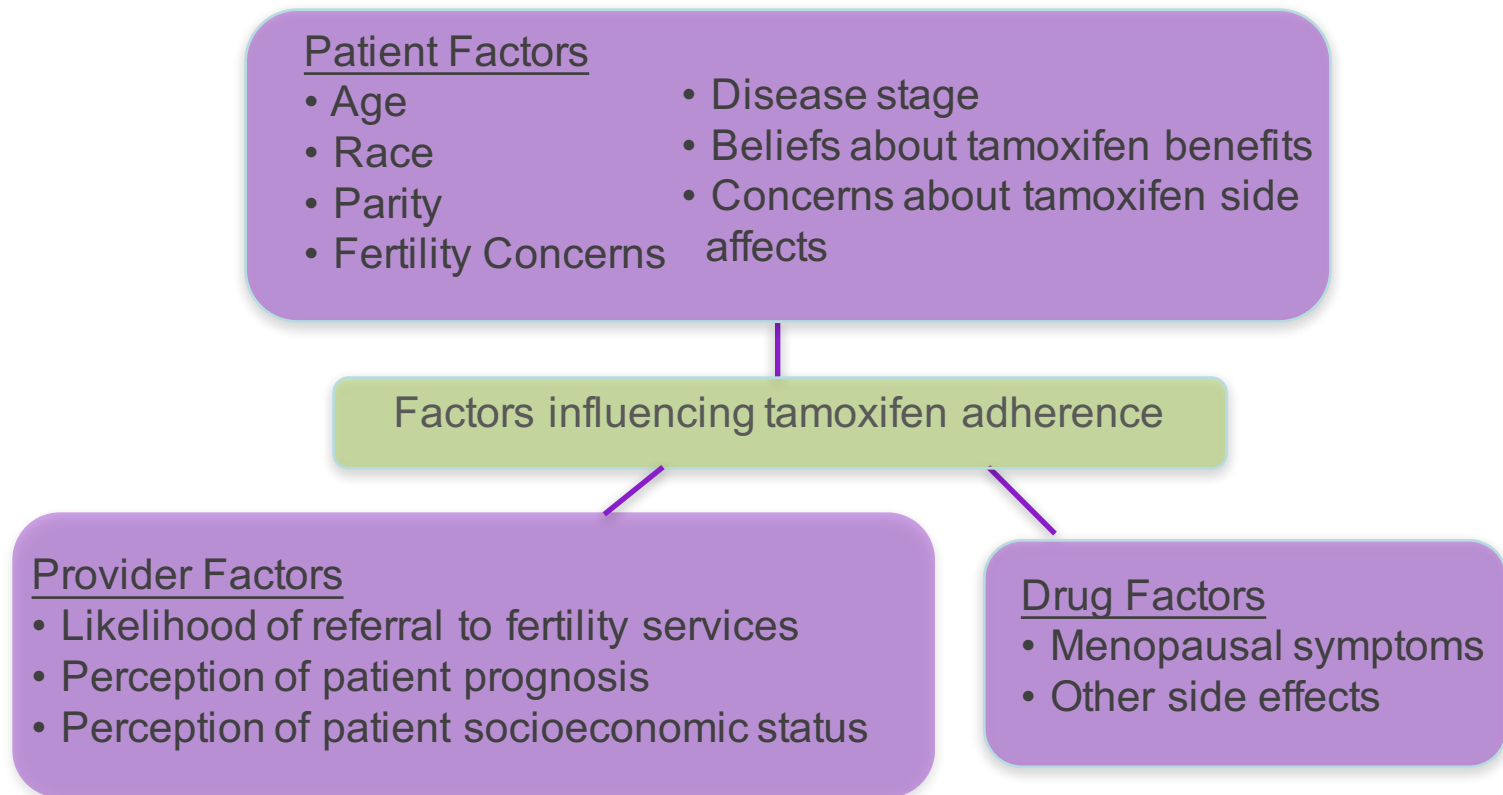 Patient Factors
• Age
• Race
• Parity
• Fertility Concerns
• Disease stage
• Beliefs about tamoxifen benefits
• Concerns about tamoxifen side
affects
Factors influencing tamoxifen adherence
Provider Factors
• Likelihood of referral to fertility services
• Perception of patient prognosis
• Perception of patient socioeconomic status
Drug Factors
• Menopausal symptoms
• Other side effects